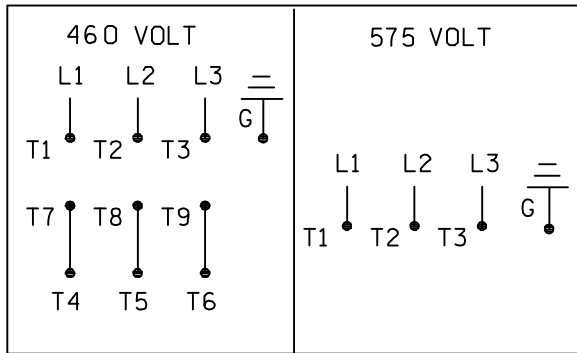 460 VOLT
L1 L2 L3
G
T1 T2 T3
T7 T8 T9
T4 T5 T6
575 VOLT
L1 L2 L3
G
T1 T2 T3